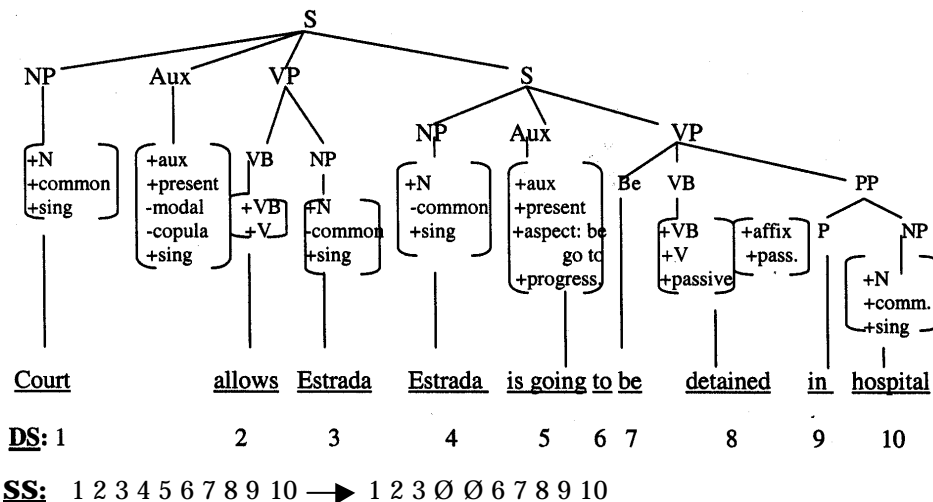 S
NP Aux VP S
NP Aux VP
VB NP Be VB PP
+N +aux +N +aux
+common +present +VB +N -common +present +VB +affix P NP
+sing -modal +V -common +sing +aspect: be +V +pass.
-copula +sing go to +passive +N
+sing +progress. +comm.
+sing
Court allows Estrada Estrada is going to be detained in hospital
DS: 1 2 3 4 5 6 7 8 9 10
SS: 1 2 3 4 5 6 7 8 9 10 → 1 2 3 Ø Ø 6 7 8 9 10